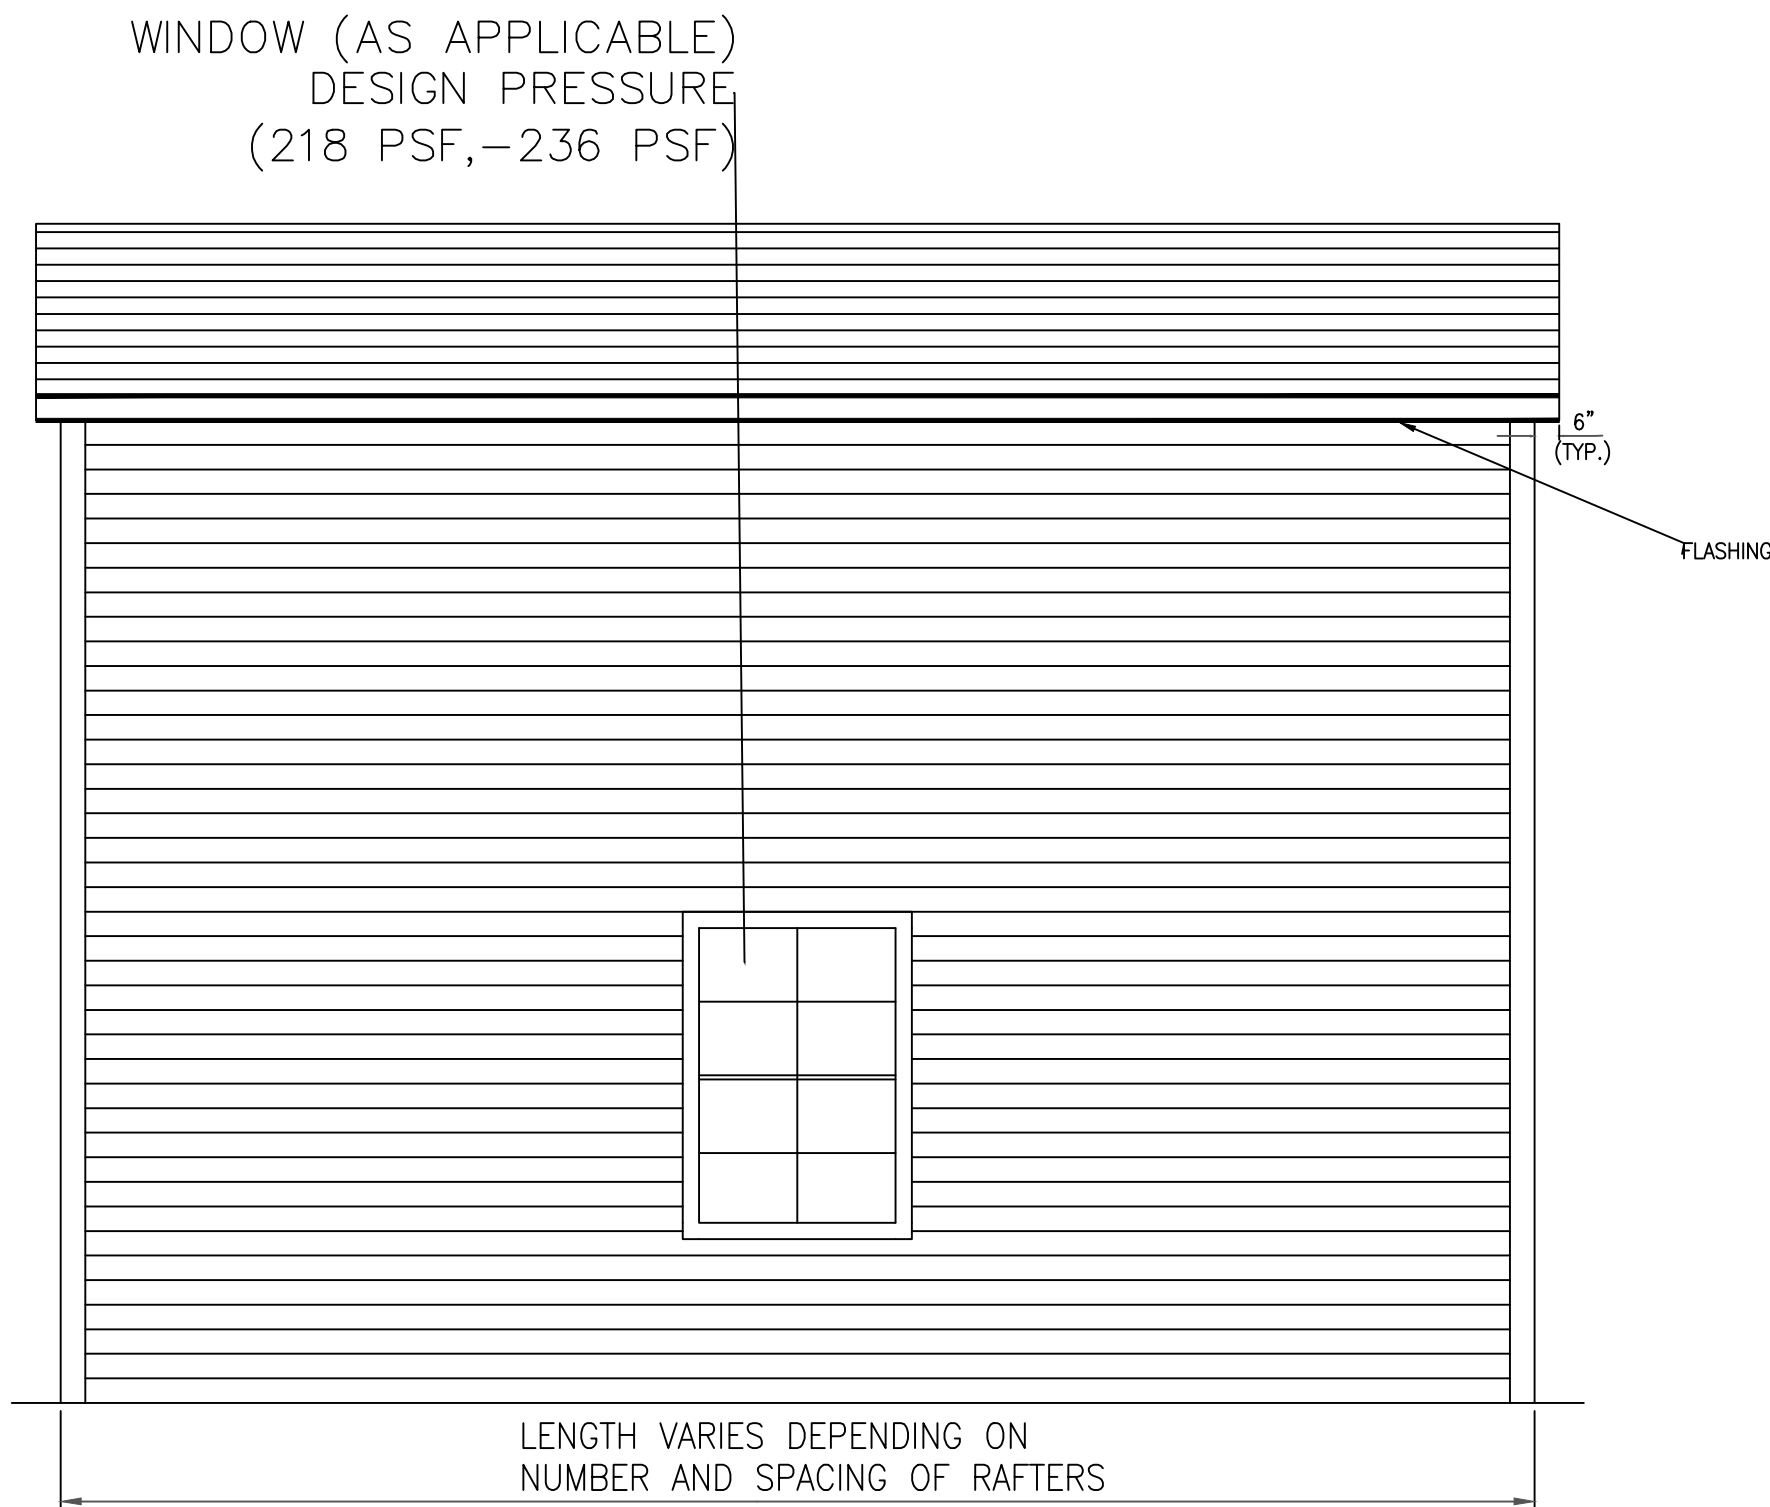 WINDOW (AS APPLICABLE)
DESIGN PRESSURE
(218 PSF,-236 PSF)
6"
(TYP.)
FLASHING
LENGTH VARIES DEPENDING ON
NUMBER AND SPACING OF RAFTERS